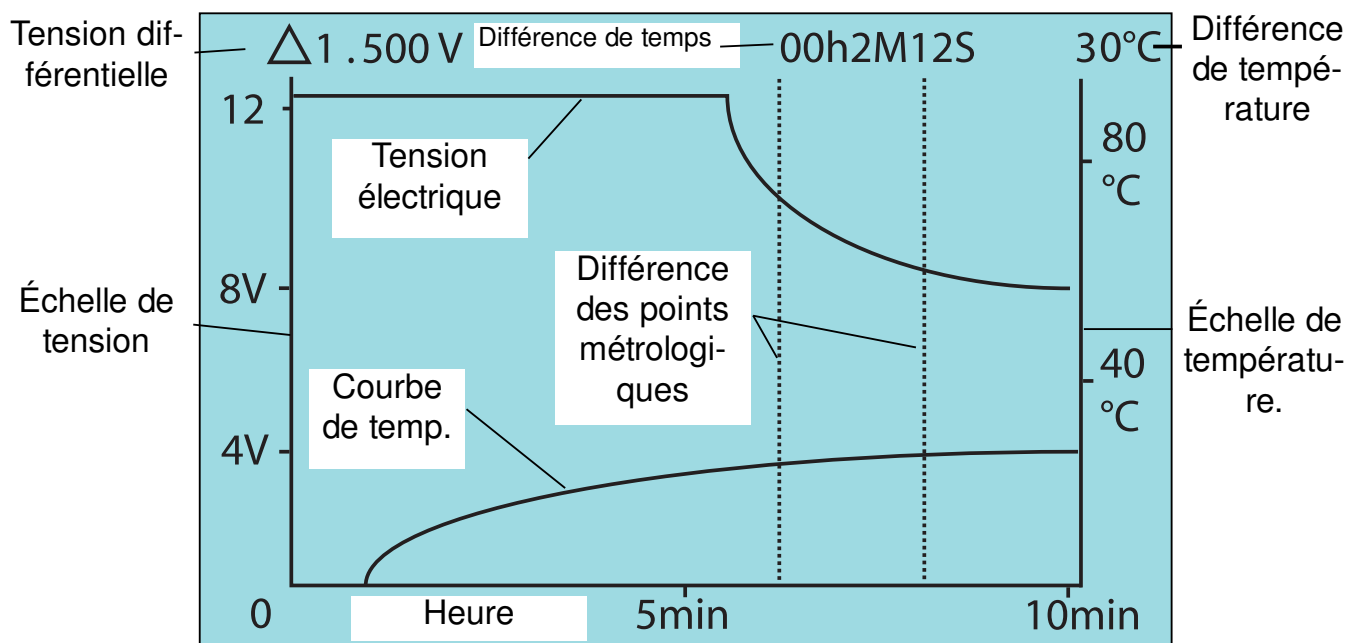 Tension dif-
férentielle
△1.500 V
Différence de temps
00h2M12S
30°C
Différence
de tempé-
rature
12
Tension
électrique
80
°C
8V
Échelle de
tension
Différence
des points
métrologi-
ques
Échelle de
températu-
re.
40
°C
Courbe
de temp.
4V
0
Heure
5min
10min